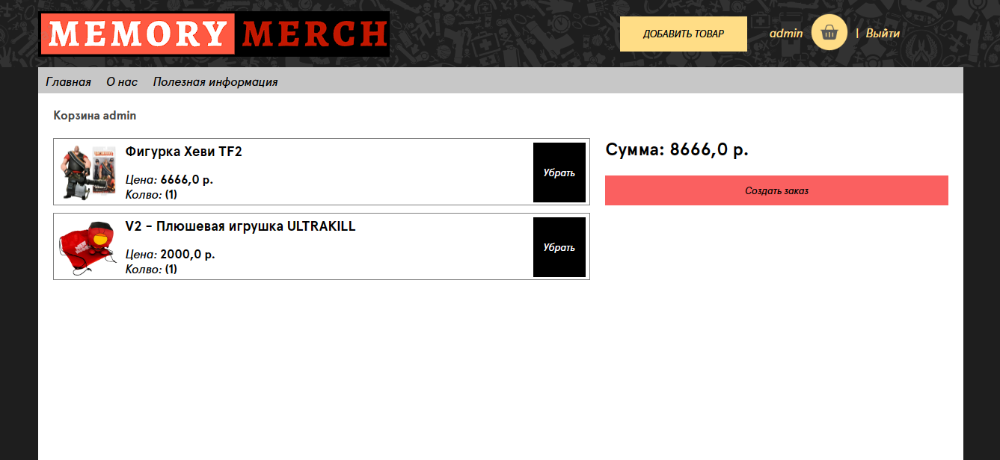 MEMORY MERCH
ДОБАВИТЬ ТОВАР
admin | Выйти
Главная О нас Полезная информация
Корзина admin
Фигурка Хеви TF2
Цена: 6666,0 р.
Колво: (1)
Убрать
V2 - Плюшевая игрушка ULTRAKILL
Цена: 2000,0 р.
Колво: (1)
Убрать
Сумма: 8666,0 р.
Создать заказ